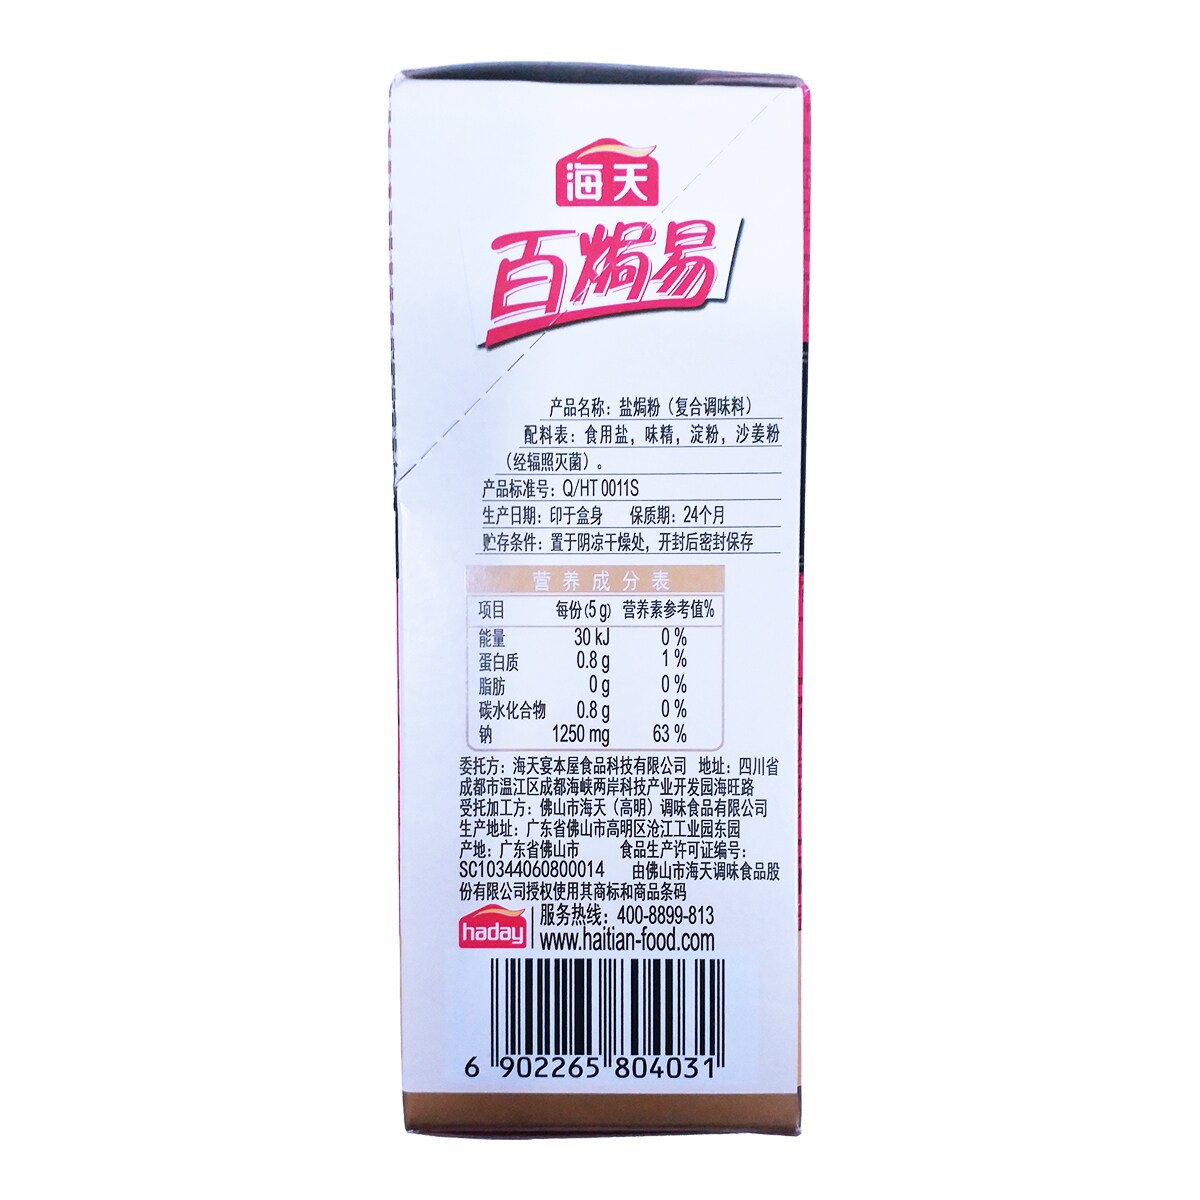 海天
百焗易
产品名称：盐焗粉（复合调味料）
配料表：食用盐，味精，淀粉，沙姜粉
（经辐照灭菌）。
产品标准号：Q/HT 0011S
生产日期：印于盒身 保质期：24个月
贮存条件：置于阴凉干燥处，开封后密封保存
营养成分表
项目 每份(5 g) 营养素参考值%
能量 30 kJ 0 %
蛋白质 0.8 g 1 %
脂肪 0 g 0 %
碳水化合物 0.8 g 0 %
钠 1250 mg 63 %
委托方：海天宴本屋食品科技有限公司 地址：四川省
成都市温江区成都海峡两岸科技产业开发园海旺路
受托加工方：佛山市海天（高明）调味食品有限公司
生产地址：广东省佛山市高明区沧江工业园东园
产地：广东省佛山市 食品生产许可证编号：
SC10344060800014 由佛山市海天调味食品股
份有限公司授权使用其商标和商品条码
haday
服务热线：400-8899-813
www.haitian-food.com
6 902265 804031